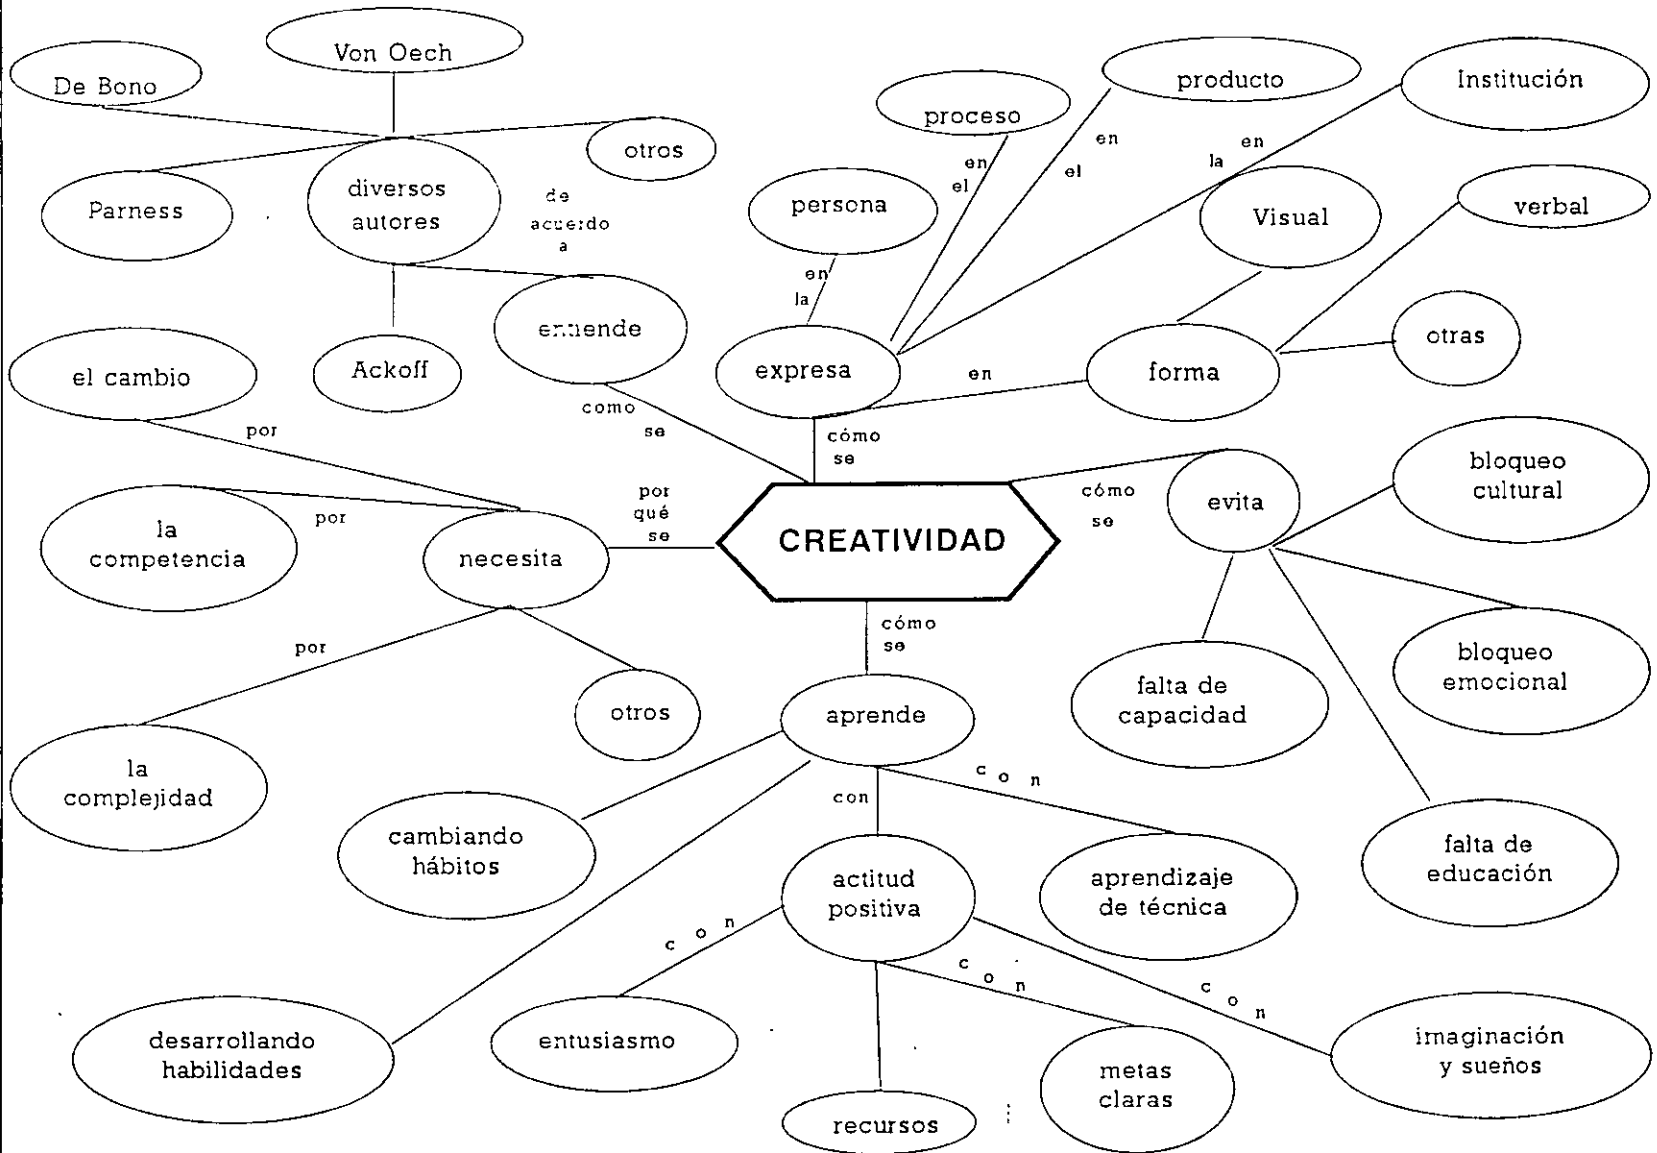 De Bono
Von Oech
Parness
diversos
autores
otros
Ackoff
de
acuerdo
a
entiende
como
se
persona
en
la
proceso
en
el
producto
en
el
Institución
en
la
expresa
cómo
se
en
forma
Visual
verbal
otras
el cambio
por
la
competencia
por
necesita
por
qué
se
por
la
complejidad
otros
CREATIVIDAD
cómo
se
evita
bloqueo
cultural
bloqueo
emocional
falta de
capacidad
falta de
educación
cómo
se
aprende
cambiando
hábitos
desarrollando
habilidades
con
actitud
positiva
con
aprendizaje
de técnica
con
entusiasmo
recursos
con
metas
claras
con
imaginación
y sueños